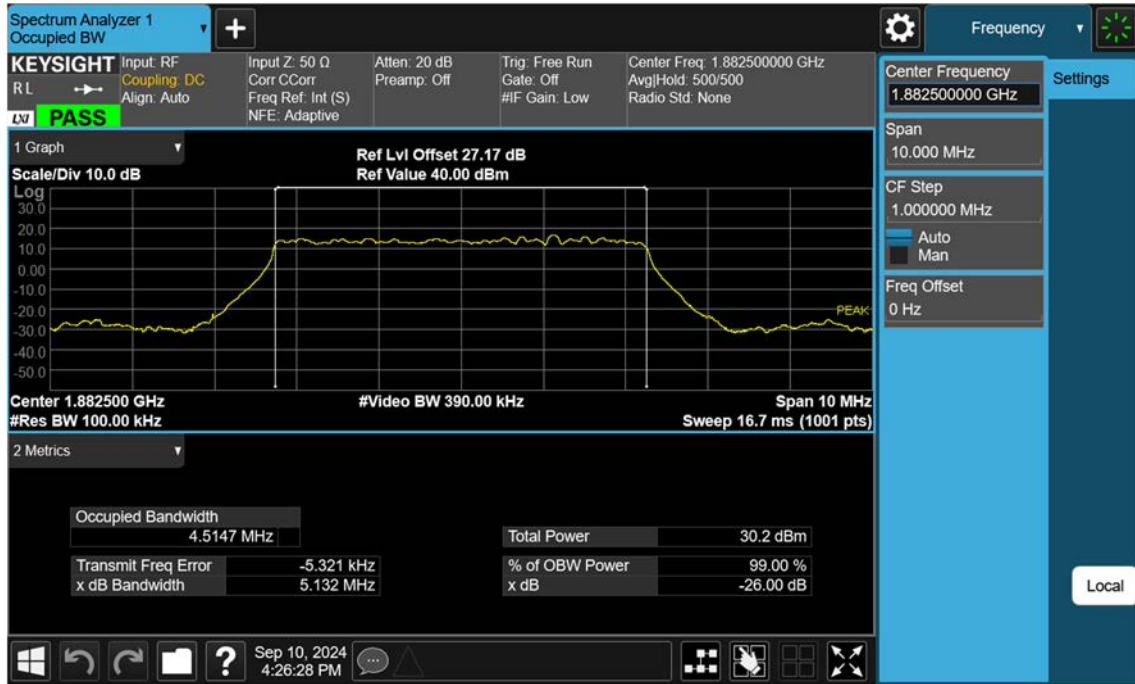 Spectrum Analyzer 1
Occupied BW
+
Frequency
KEYSIGHT
RL
LXI PASS
Input: RF
Coupling: DC
Align: Auto
Input Z: 50 Ω
Corr CCorr
Freq Ref: Int (S)
NFE: Adaptive
Atten: 20 dB
Preamp: Off
Trig: Free Run
Gate: Off
#IF Gain: Low
Center Freq: 1.882500000 GHz
Avg|Hold: 500/500
Radio Std: None
Center Frequency
1.882500000 GHz
Settings
Span
10.000 MHz
CF Step
1.000000 MHz
Auto
Man
Freq Offset
0 Hz
Local
1 Graph
Scale/Div 10.0 dB
Ref Lvl Offset 27.17 dB
Ref Value 40.00 dBm
Log
30.0
20.0
10.0
0.00
-10.0
-20.0
-30.0
-40.0
-50.0
PEAK
Center 1.882500 GHz
#Video BW 390.00 kHz
Span 10 MHz
#Res BW 100.00 kHz
Sweep 16.7 ms (1001 pts)
2 Metrics
Occupied Bandwidth
4.5147 MHz
Total Power 30.2 dBm
Transmit Freq Error -5.321 kHz
% of OBW Power 99.00 %
x dB Bandwidth 5.132 MHz
x dB -26.00 dB
?
Sep 10, 2024
4:26:28 PM